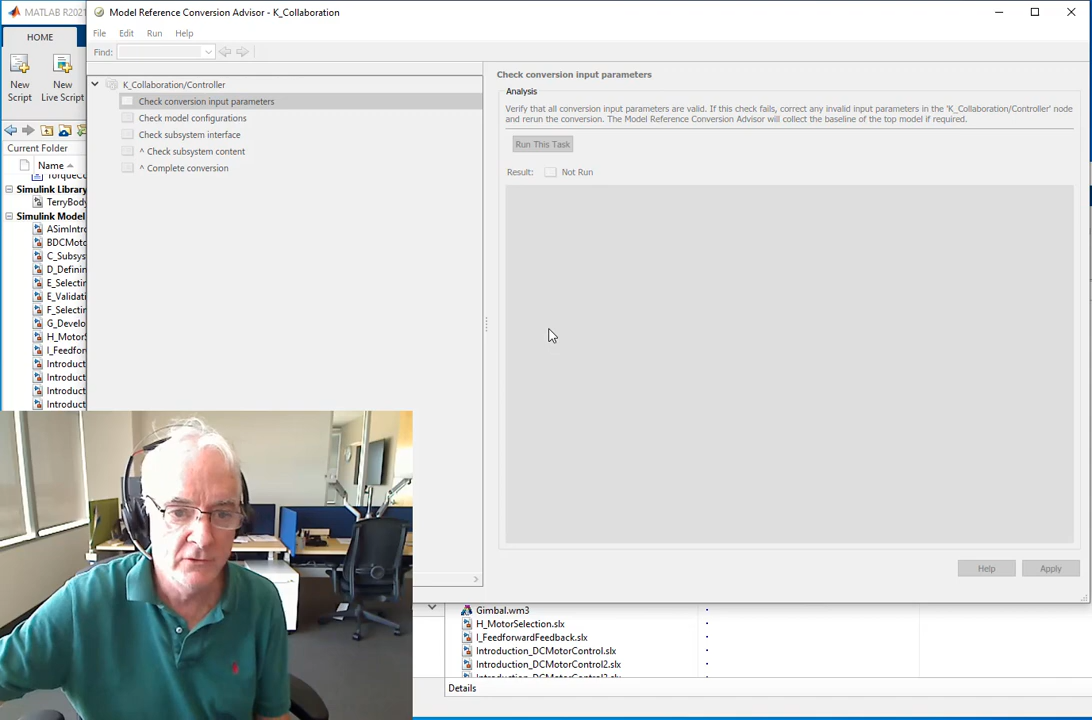 MATLAB R2021
Model Reference Conversion Advisor - K_Collaboration
HOME
File Edit Run Help
Find:
New Script
New Live Script
Current Folder
Name
Simulink Library
TerryBody
Simulink Model
ASimIntr
BDCMoto
C_Subsys
D_Definin
E_Selectin
E_Validati
F_Selectin
G_Develo
H_MotorS
I_Feedforv
Introduct
Introduct
Introduct
Introduct
K_Collaboration/Controller
Check conversion input parameters
Check model configurations
Check subsystem interface
^ Check subsystem content
^ Complete conversion
Check conversion input parameters
Analysis
Verify that all conversion input parameters are valid. If this check fails, correct any invalid input parameters in the 'K_Collaboration/Controller' node
and rerun the conversion. The Model Reference Conversion Advisor will collect the baseline of the top model if required.
Run This Task
Result: Not Run
Help Apply
Gimbal.wm3
H_MotorSelection.slx
I_FeedforwardFeedback.slx
Introduction_DCMotorControl.slx
Introduction_DCMotorControl2.slx
Details